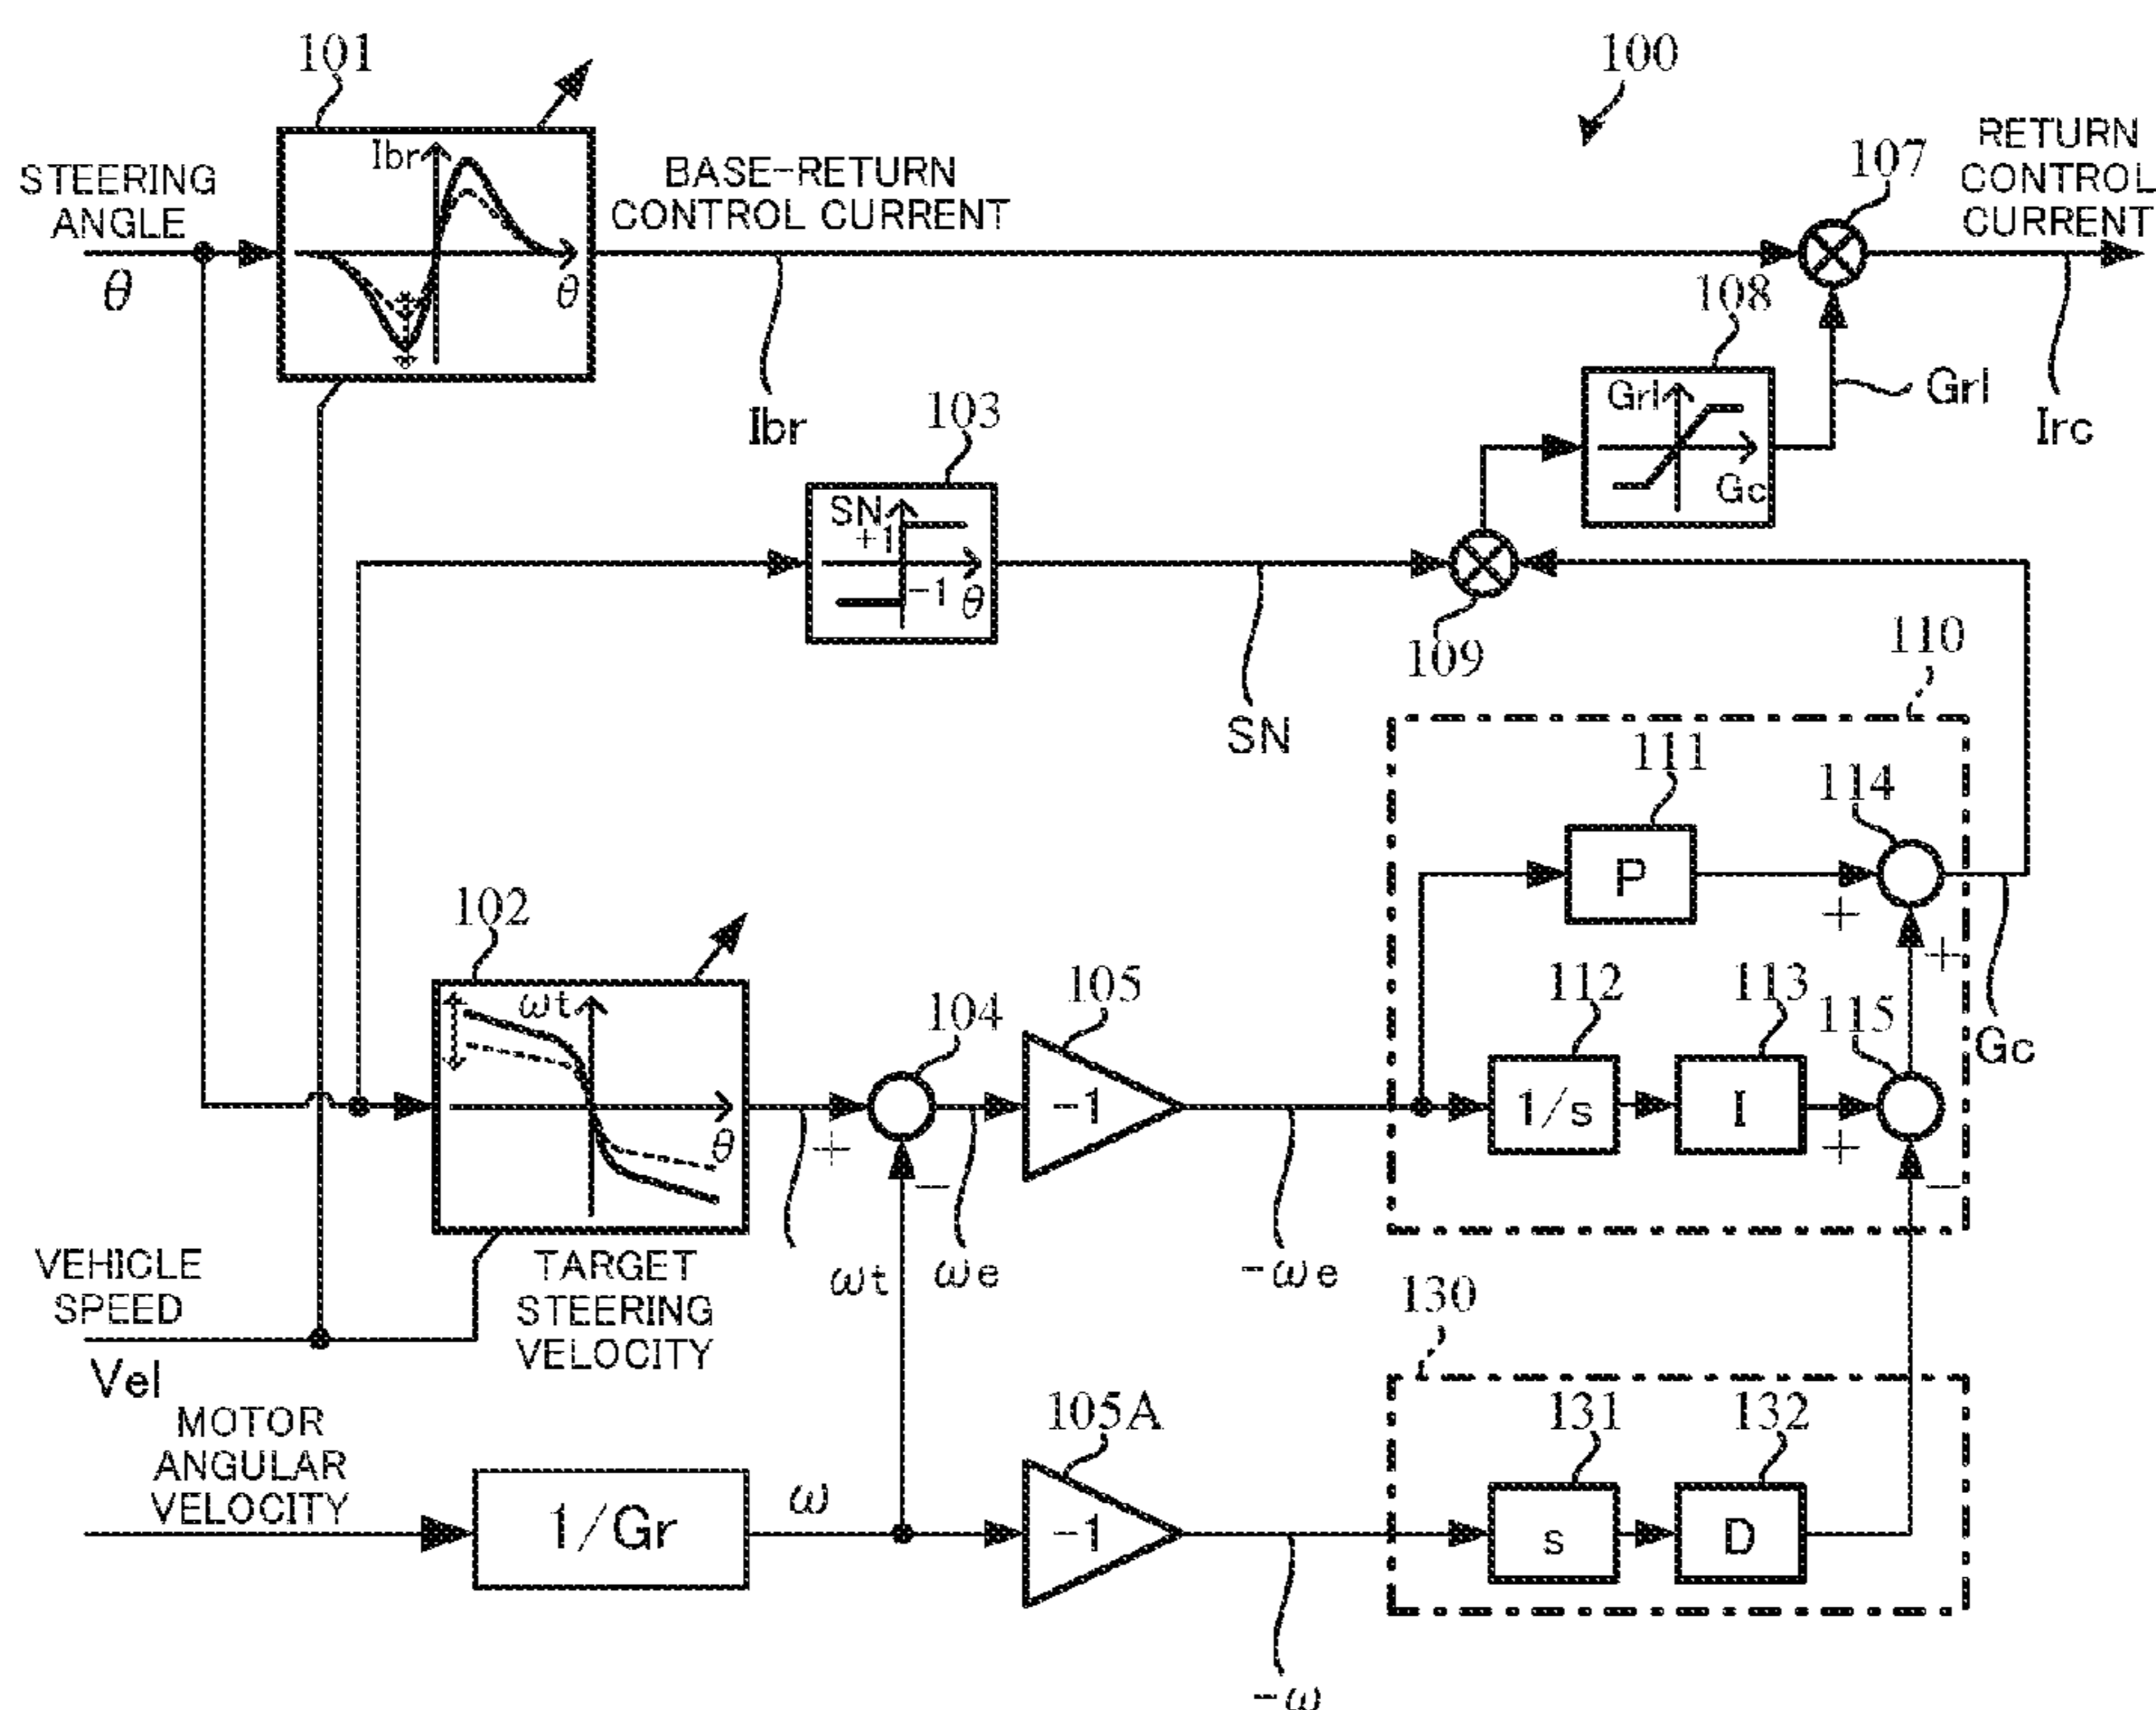 100
101
STEERING
ANGLE
θ
Ibr
θ
BASE-RETURN
CONTROL CURRENT
Ibr
107
RETURN
CONTROL
CURRENT
Irc
108
Grl
Gc
Grl
103
SN
+1
-1
θ
SN
109
110
111
P
114
+
+
Gc
102
ωt
θ
TARGET
STEERING
VELOCITY
+
104
-
ωt
ωe
105
-1
-ωe
112
1/s
113
I
115
+
-
VEHICLE
SPEED
Vel
MOTOR
ANGULAR
VELOCITY
1/Gr
ω
105A
-1
-ω
130
131
s
132
D